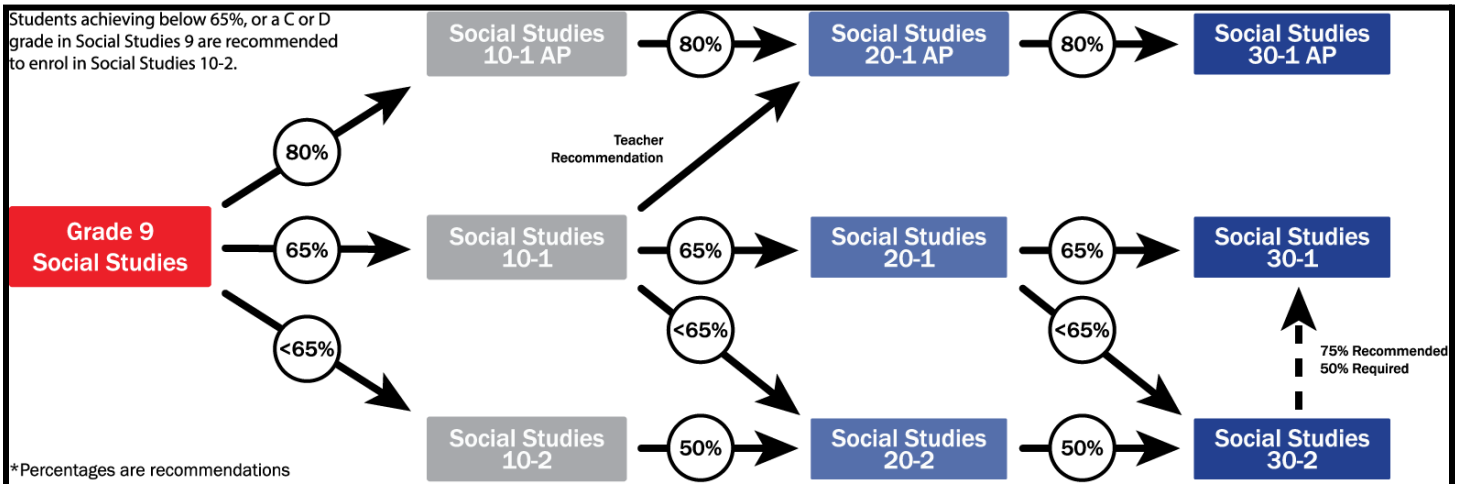 Students achieving below 65%, or a C or D
grade in Social Studies 9 are recommended
to enrol in Social Studies 10-2.
Social Studies
10-1 AP
80%
Social Studies
20-1 AP
80%
Social Studies
30-1 AP
80%
Teacher
Recommendation
Grade 9
Social Studies
65%
Social Studies
10-1
65%
Social Studies
20-1
65%
Social Studies
30-1
<65%
<65%
<65%
75% Recommended
50% Required
Social Studies
10-2
50%
Social Studies
20-2
50%
Social Studies
30-2
*Percentages are recommendations